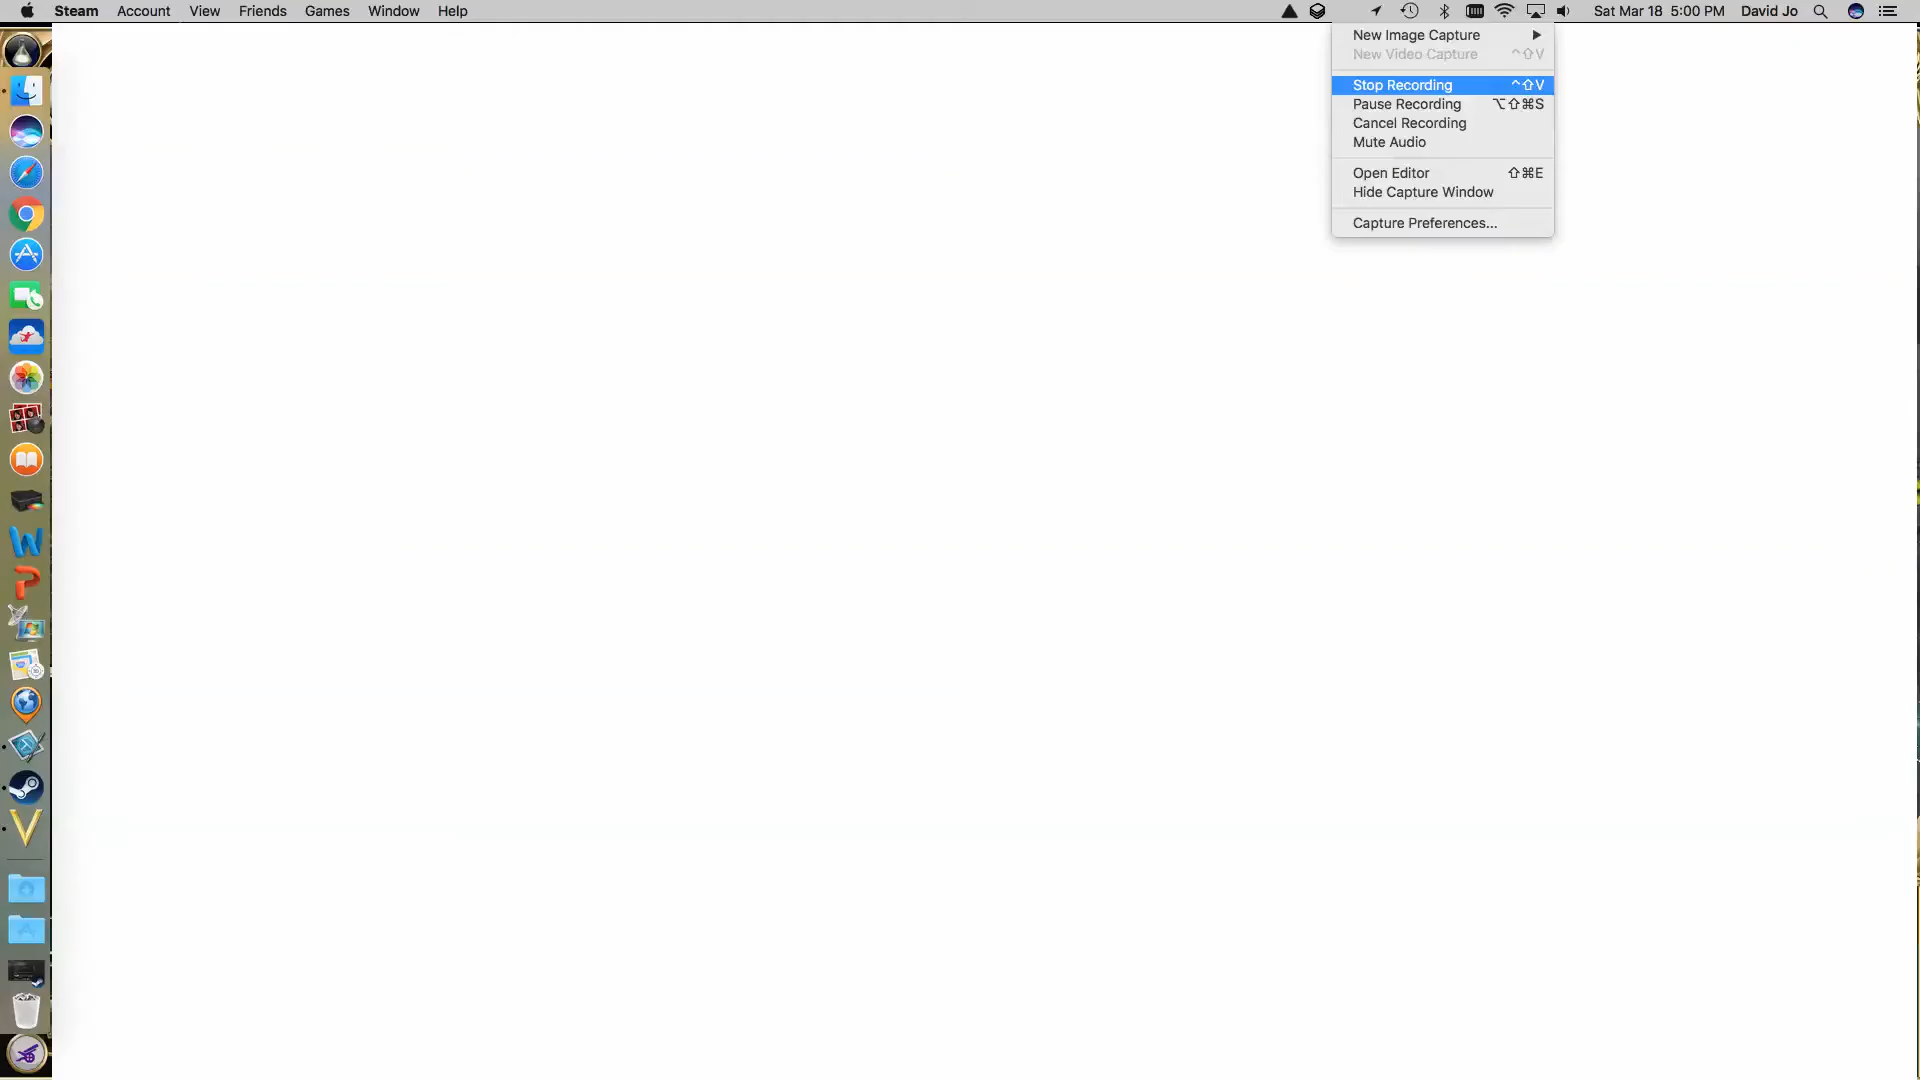 Steam Account View Friends Games Window Help Sat Mar 18 5:00 PM David Jo
New Image Capture ▶
New Video Capture ^⇧V
Stop Recording ^⇧V
Pause Recording ⌥⇧⌘S
Cancel Recording
Mute Audio
Open Editor ⇧⌘E
Hide Capture Window
Capture Preferences...